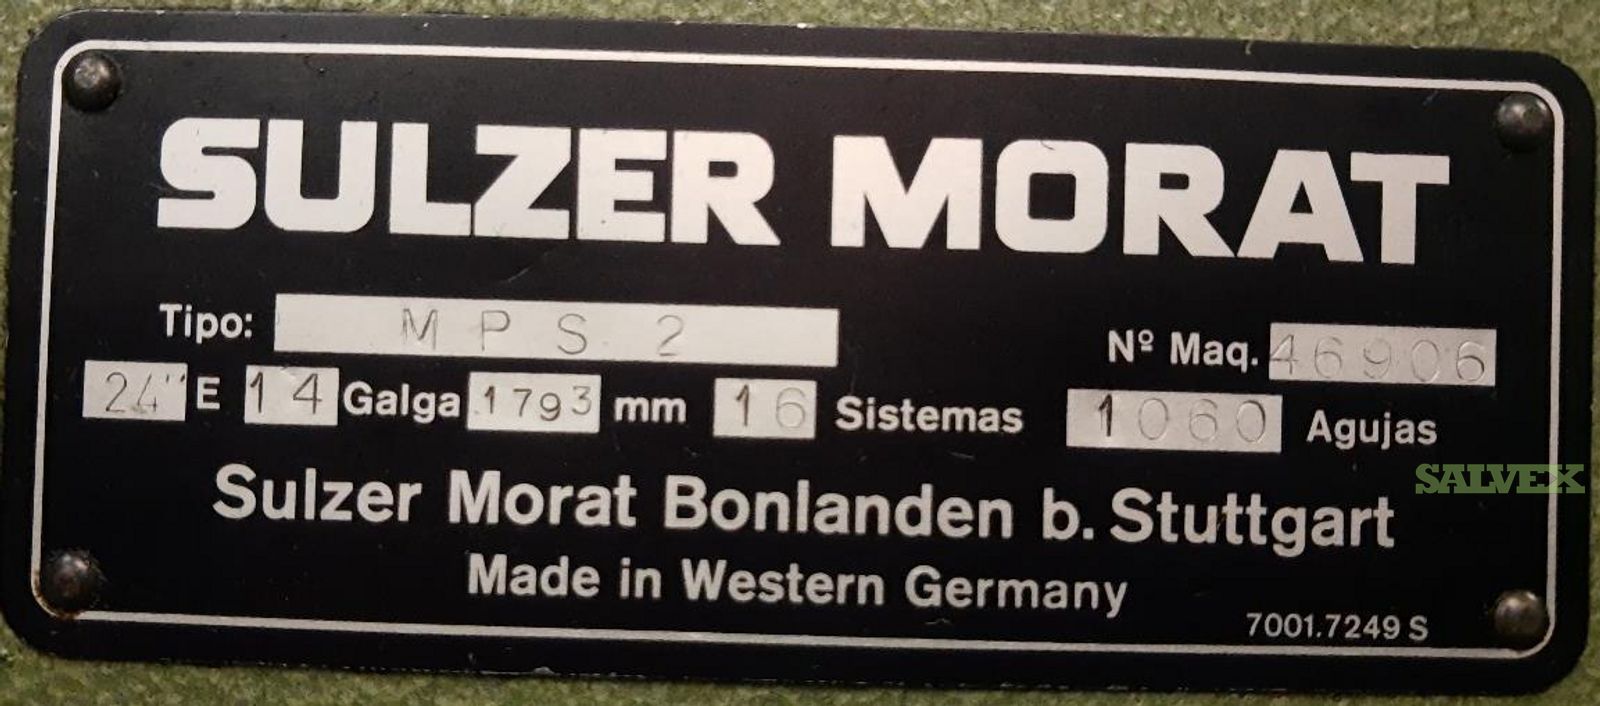 SULZER MORAT
Tipo: MPS 2 Nº Maq. 46906
24" E 14 Galga 1793 mm 16 Sistemas 1060 Agujas
SALVEX
Sulzer Morat Bonlanden b. Stuttgart
Made in Western Germany
7001.7249 S